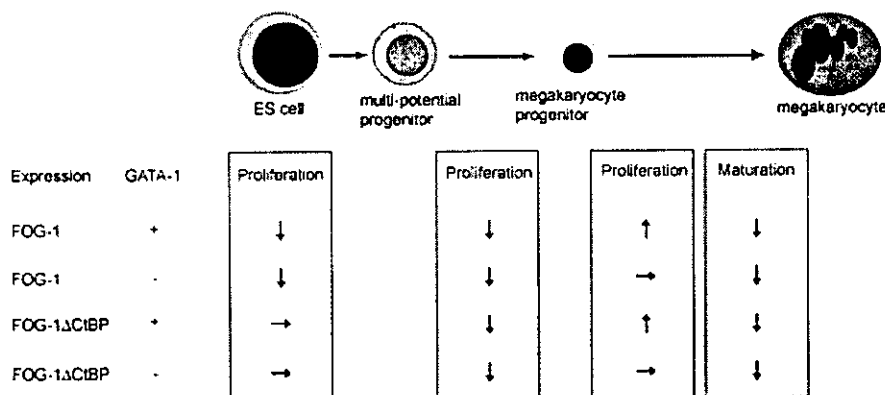 ES cell
multi-potential
progenitor
megakaryocyte
progenitor
megakaryocyte
Expression GATA-1 Proliferation Proliferation Proliferation Maturation
FOG-1 + ↓ ↓ ↑ ↓
FOG-1 - ↓ ↓ → ↓
FOG-1ΔCtBP + → ↓ ↑ ↓
FOG-1ΔCtBP - → ↓ → ↓